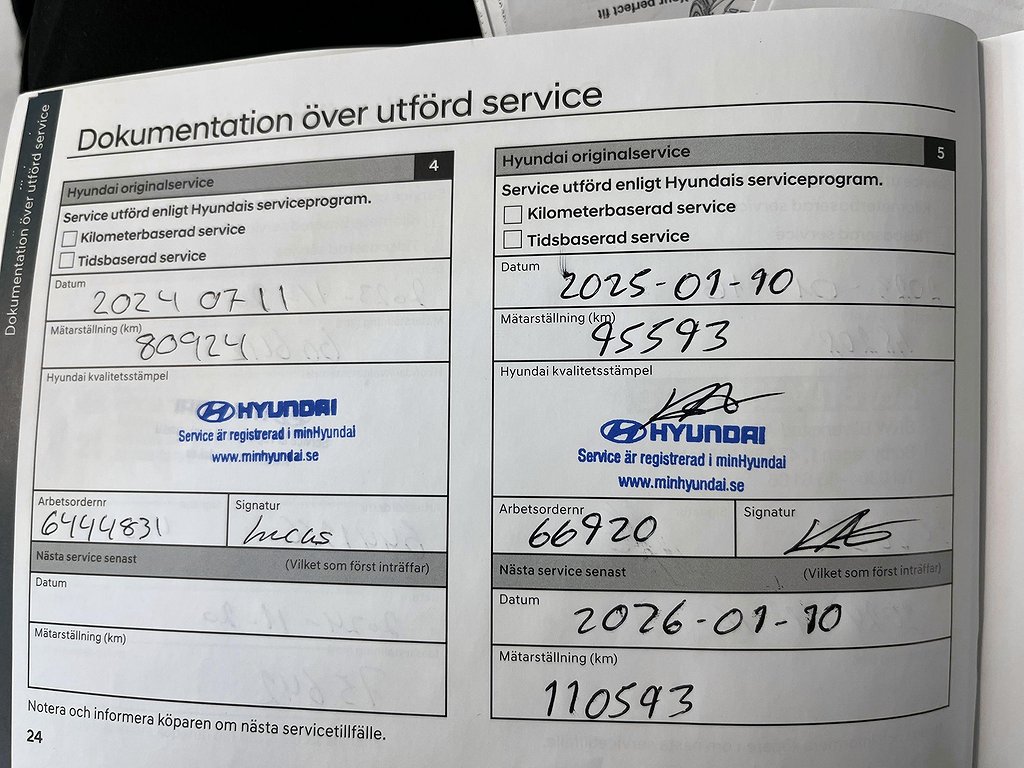 Your perfect fit
Dokumentation över utförd service
Dokumentation över utförd service
Hyundai originalservice 4
Service utförd enligt Hyundais serviceprogram.
Kilometerbaserad service
Tidsbaserad service
Datum
2024 07 11
Mätarställning (km)
80924
Hyundai kvalitetsstämpel
HYUNDAI
Service är registrerad i minHyundai
www.minhyundai.se
Arbetsordernr
6444831
Signatur
Lucas
Nästa service senast (Vilket som först inträffar)
Datum
Mätarställning (km)
Notera och informera köparen om nästa servicetillfälle.
24
Hyundai originalservice 5
Service utförd enligt Hyundais serviceprogram.
Kilometerbaserad service
Tidsbaserad service
Datum
2025-01-10
Mätarställning (km)
95593
Hyundai kvalitetsstämpel
HYUNDAI
Service är registrerad i minHyundai
www.minhyundai.se
Arbetsordernr
66920
Signatur
Nästa service senast (Vilket som först inträffar)
Datum
2026-01-10
Mätarställning (km)
110593